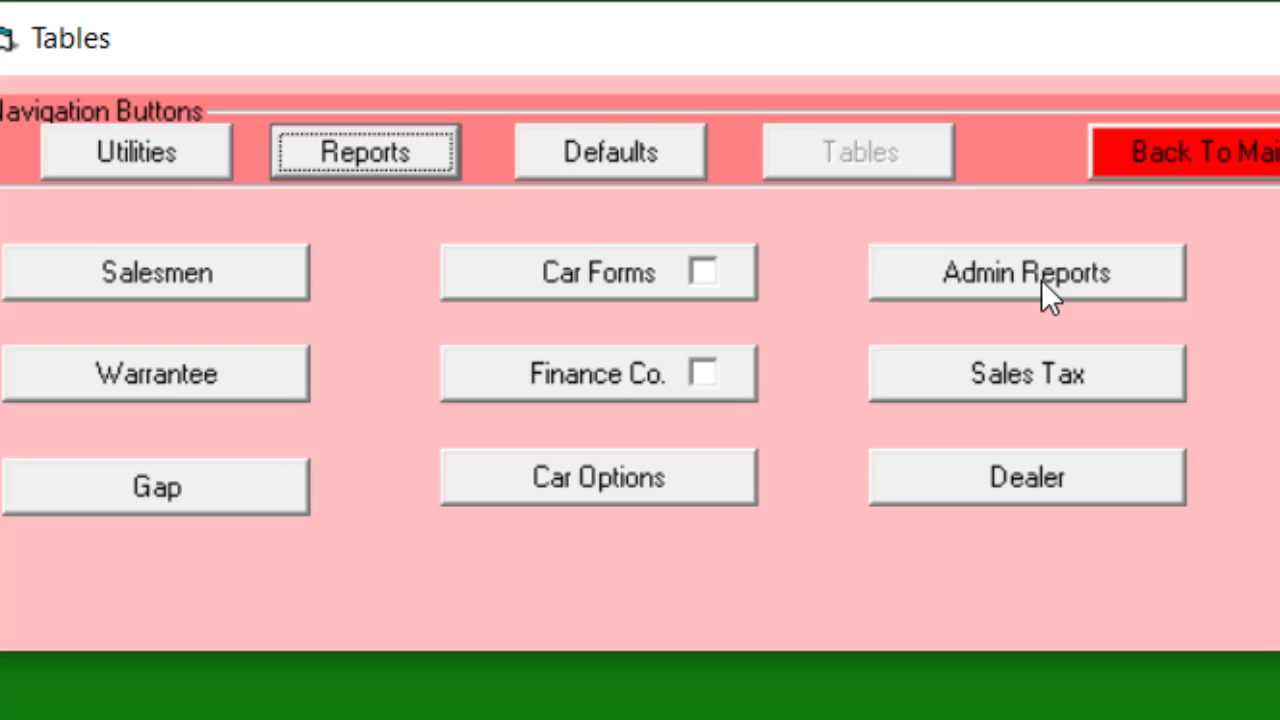 Tables
Navigation Buttons
Utilities Reports Defaults Tables Back To Mai
Salesmen Car Forms Admin Reports
Warrantee Finance Co. Sales Tax
Gap Car Options Dealer